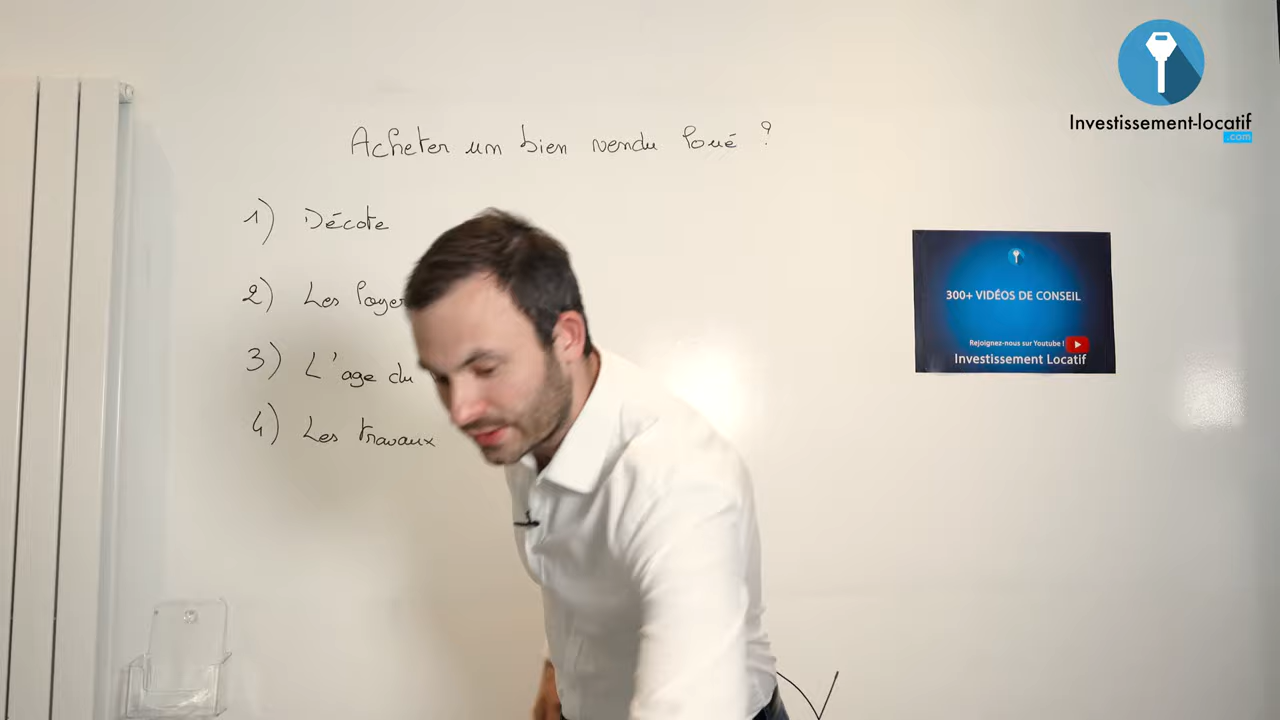 Acheter un bien vendu loué ?
1) Décote
2) Les loyer
3) L'age du
4) Les travaux
Investissement-locatif
.com
300+ VIDÉOS DE CONSEIL
Rejoignez-nous sur Youtube !
Investissement Locatif